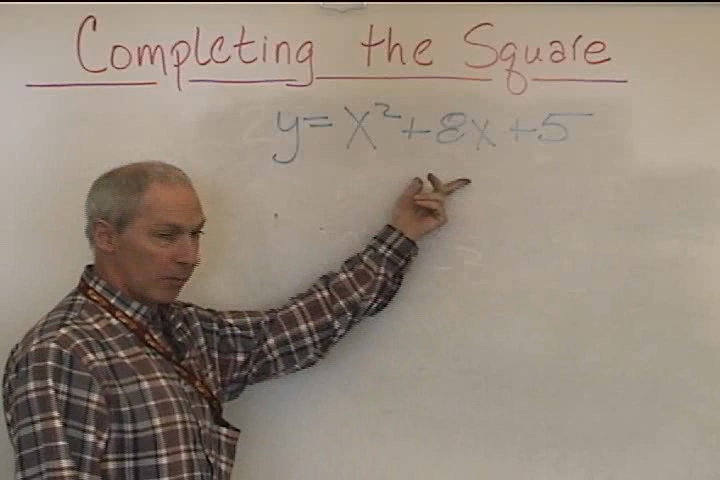 Completing the Square
y = x² + 8x + 5